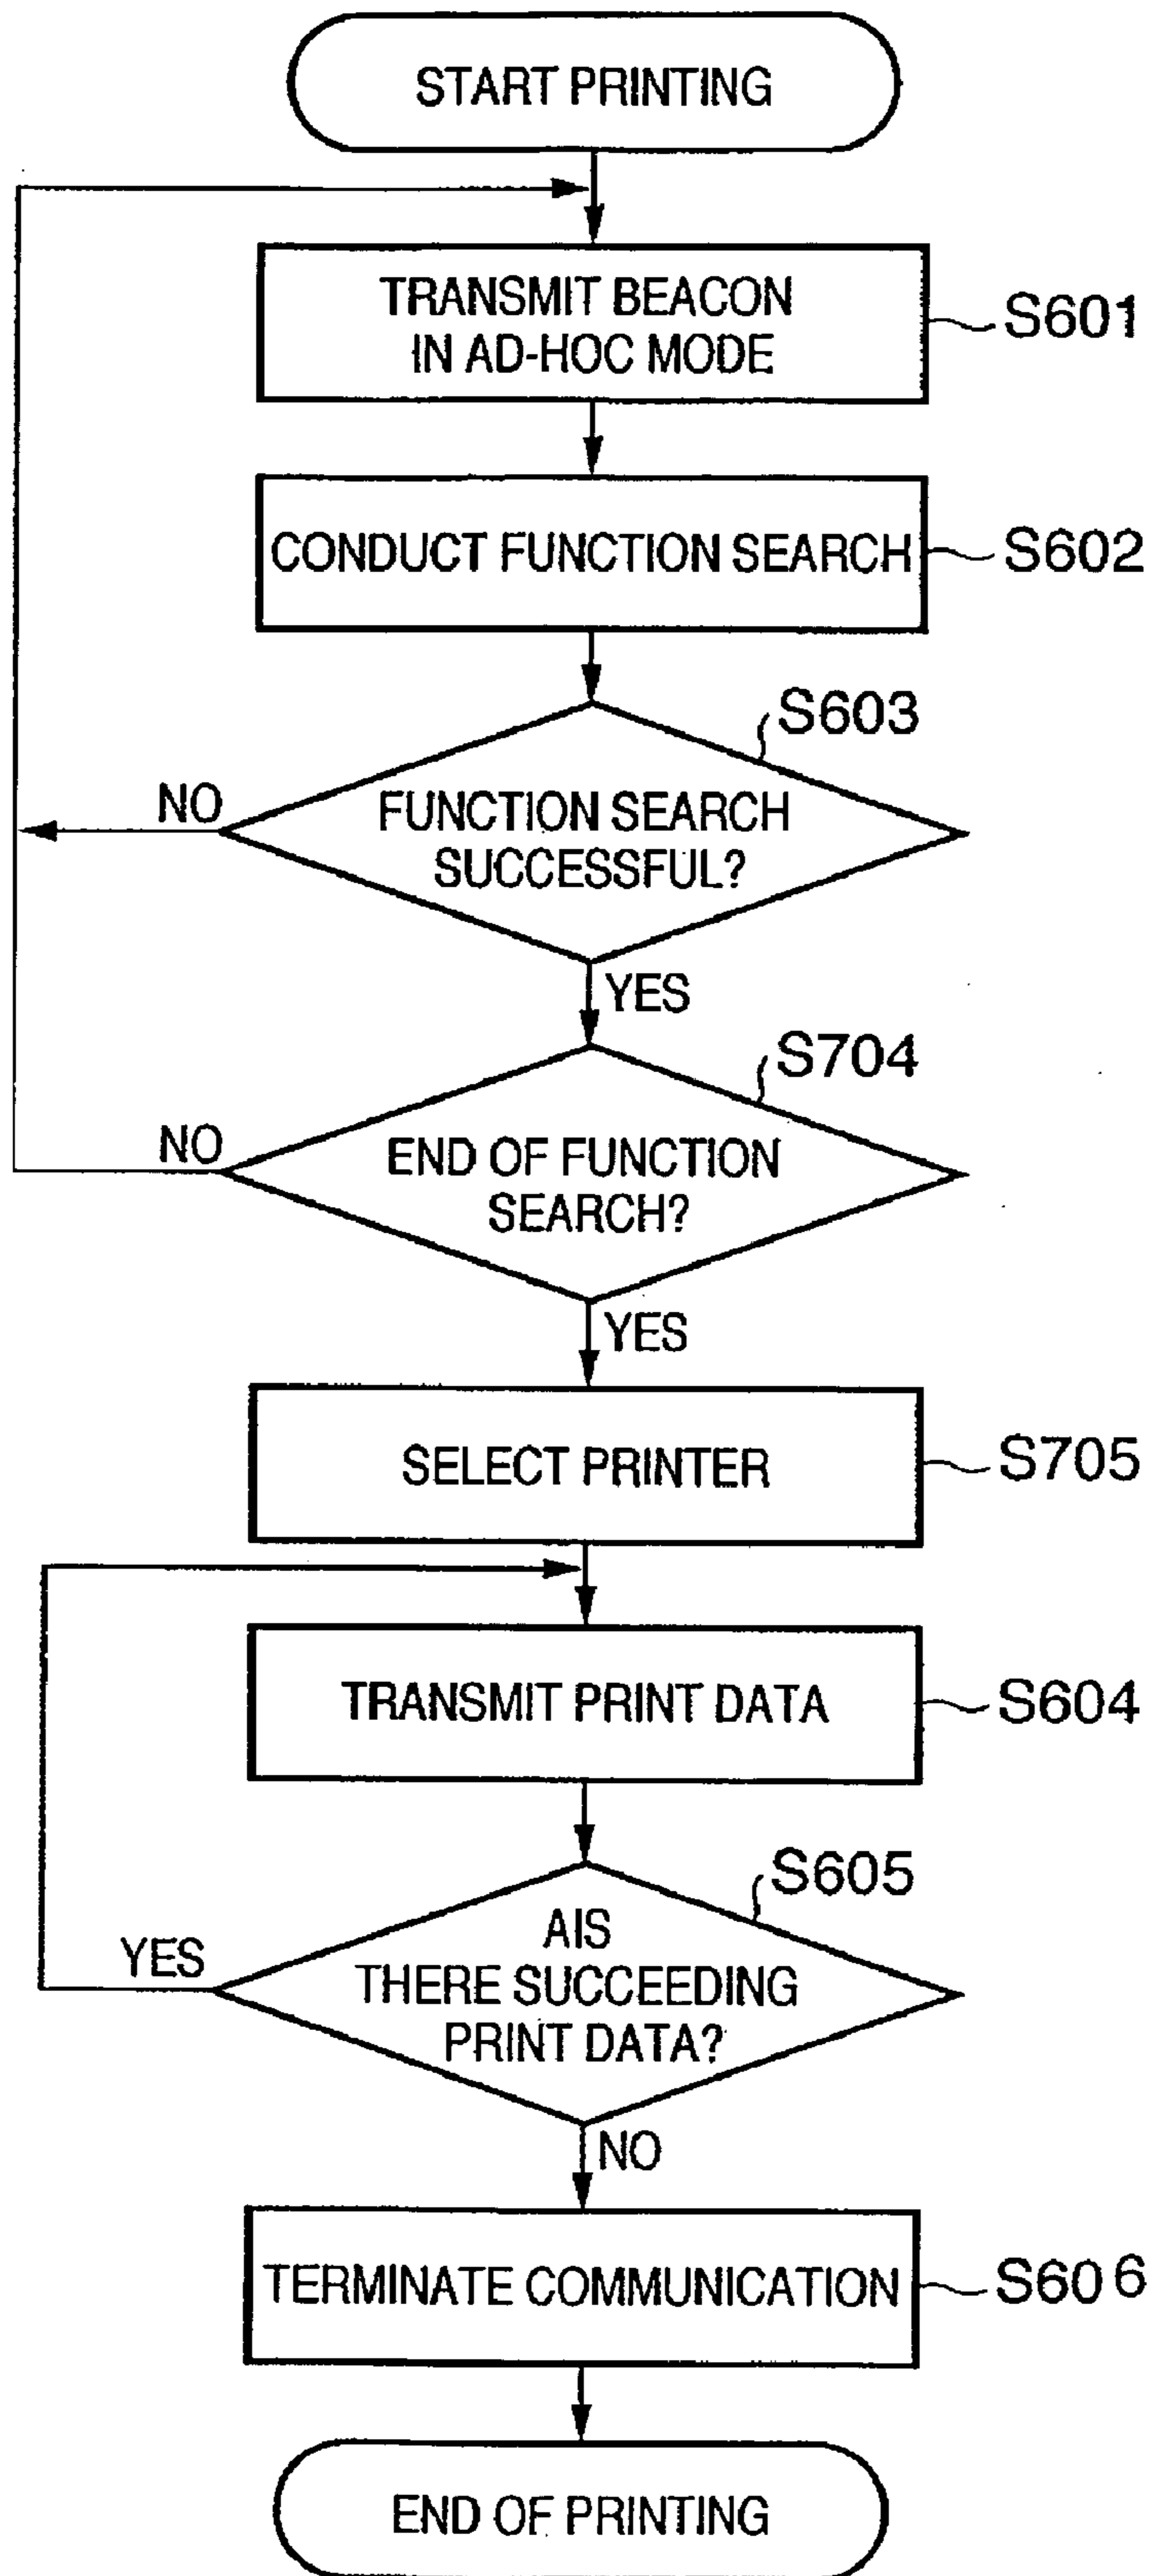 START PRINTING
TRANSMIT BEACON
IN AD-HOC MODE
S601
CONDUCT FUNCTION SEARCH
S602
S603
FUNCTION SEARCH
SUCCESSFUL?
NO
YES
S704
END OF FUNCTION
SEARCH?
NO
YES
SELECT PRINTER
S705
TRANSMIT PRINT DATA
S604
S605
AIS
THERE SUCCEEDING
PRINT DATA?
YES
NO
TERMINATE COMMUNICATION
S606
END OF PRINTING